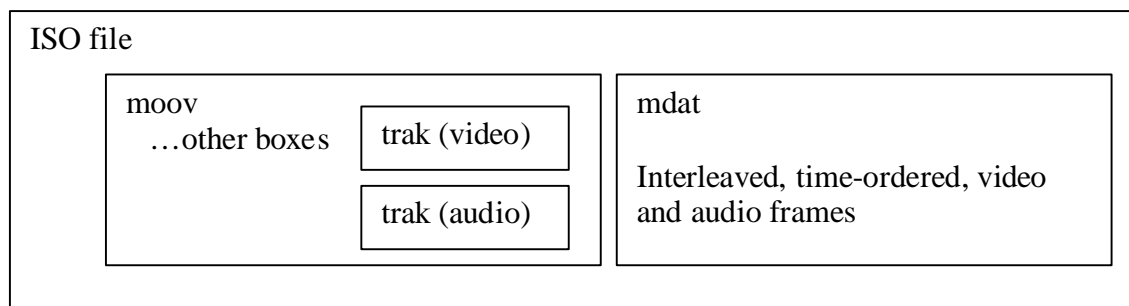 ISO file
moov
…other boxes
trak (video)
trak (audio)
mdat
Interleaved, time-ordered, video
and audio frames